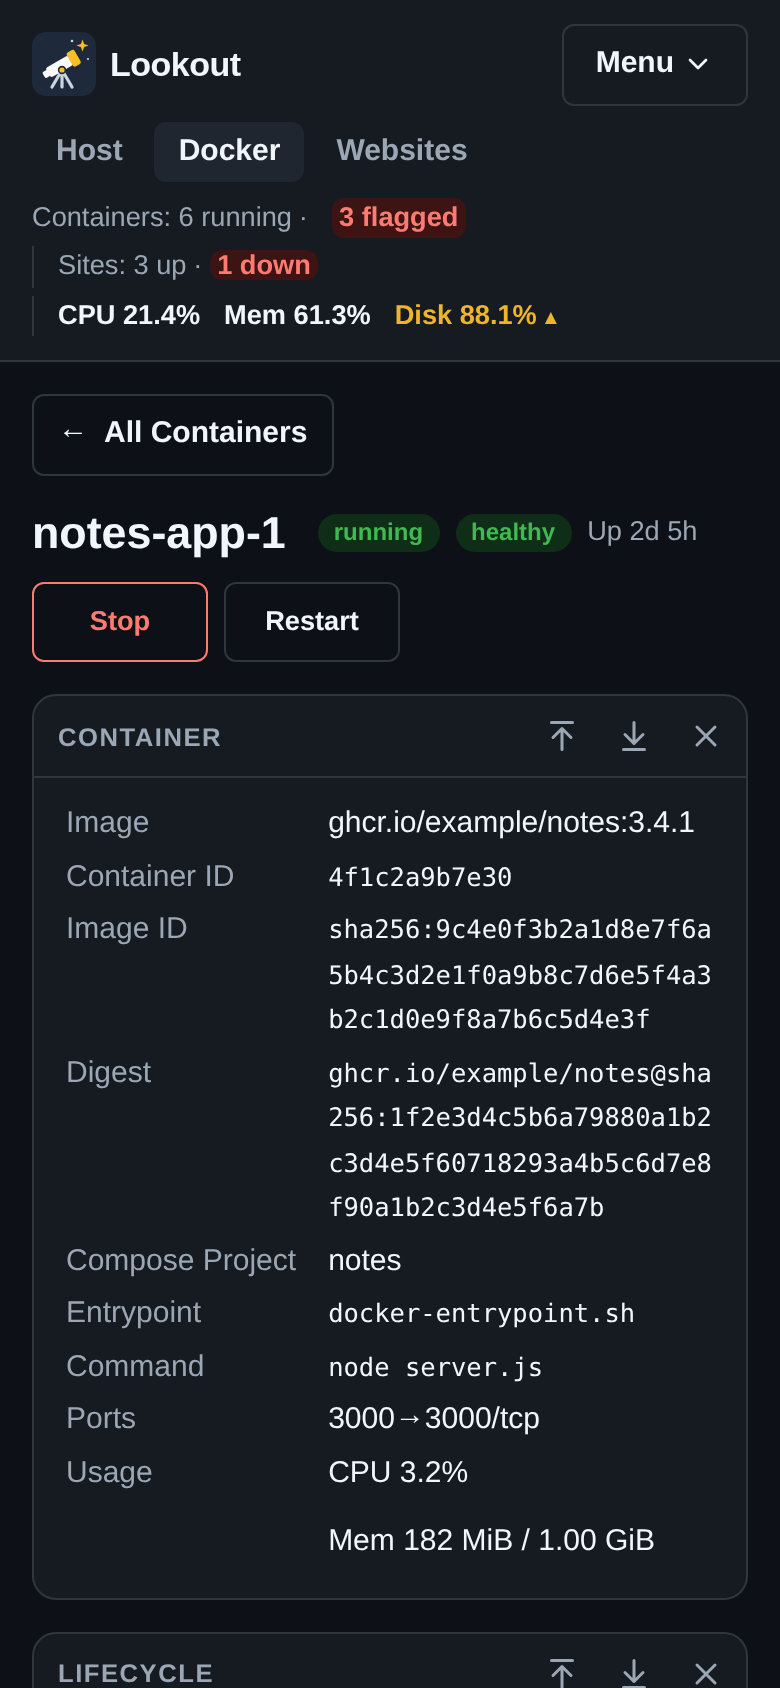 Lookout
Menu
Host Docker Websites
Containers: 6 running · 3 flagged
Sites: 3 up · 1 down
CPU 21.4% Mem 61.3% Disk 88.1% ▲
← All Containers
notes-app-1 running healthy Up 2d 5h
Stop Restart
CONTAINER
Image ghcr.io/example/notes:3.4.1
Container ID 4f1c2a9b7e30
Image ID sha256:9c4e0f3b2a1d8e7f6a
5b4c3d2e1f0a9b8c7d6e5f4a3
b2c1d0e9f8a7b6c5d4e3f
Digest ghcr.io/example/notes@sha
256:1f2e3d4c5b6a79880a1b2
c3d4e5f60718293a4b5c6d7e8
f90a1b2c3d4e5f6a7b
Compose Project notes
Entrypoint docker-entrypoint.sh
Command node server.js
Ports 3000→3000/tcp
Usage CPU 3.2%
Mem 182 MiB / 1.00 GiB
LIFECYCLE